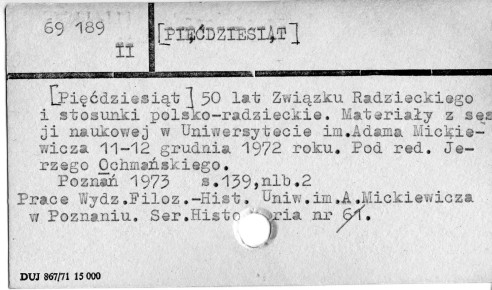 69 189
II
[PIĘĆDZIESIĄT]
[Pięćdziesiąt] 50 lat Związku Radzieckiego
i stosunki polsko-radzieckie. Materiały z ses
ji naukowej w Uniwersytecie im.Adama Mickie-
wicza 11-12 grudnia 1972 roku. Pod red. Je-
rzego Ochmańskiego.
Poznań 1973 s.139,nlb.2
Prace Wydz.Filoz.-Hist. Uniw.im.A.Mickiewicza
w Poznaniu. Ser.Histo ria nr 61.
DUJ 867/71 15 000